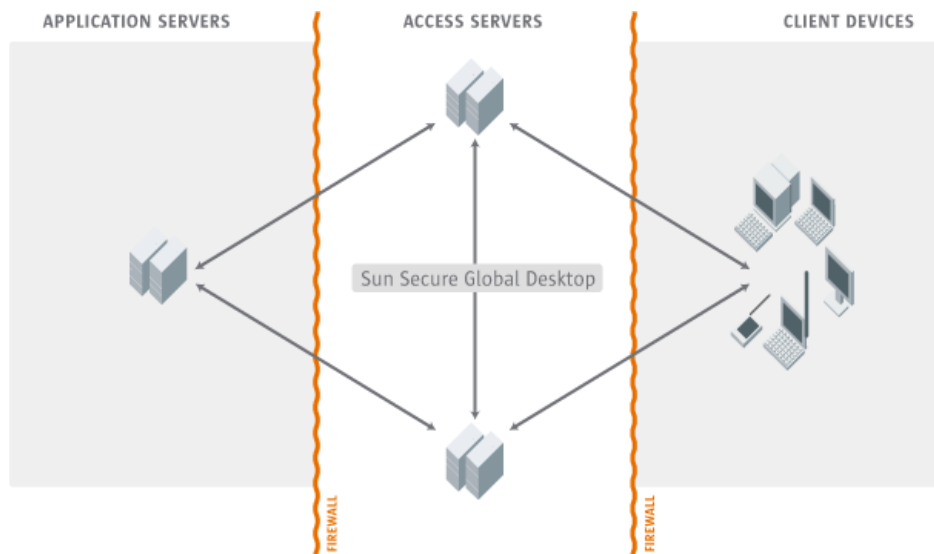 APPLICATION SERVERS
ACCESS SERVERS
CLIENT DEVICES
Sun Secure Global Desktop
FIREWALL
FIREWALL